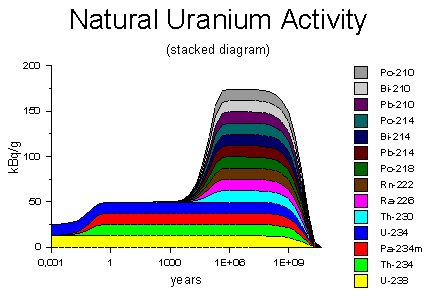 Natural Uranium Activity
(stacked diagram)
200
150
100
50
0
kBq/g
0,001
1
1000
1E+06
1E+09
years
Po-210
Bi-210
Pb-210
Po-214
Bi-214
Pb-214
Po-218
Rn-222
Ra-226
Th-230
U-234
Pa-234m
Th-234
U-238